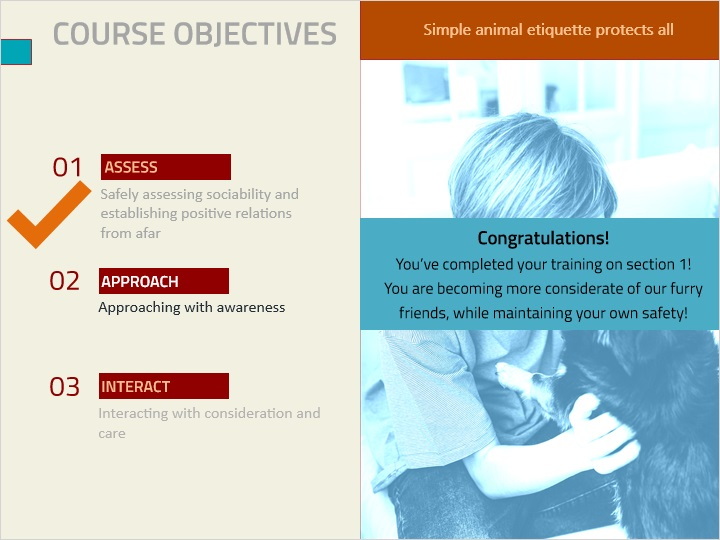 COURSE OBJECTIVES
Simple animal etiquette protects all
01
ASSESS
Safely assessing sociability and
establishing positive relations
from afar
02
APPROACH
Approaching with awareness
03
INTERACT
Interacting with consideration and
care
Congratulations!
You’ve completed your training on section 1!
You are becoming more considerate of our furry
friends, while maintaining your own safety!